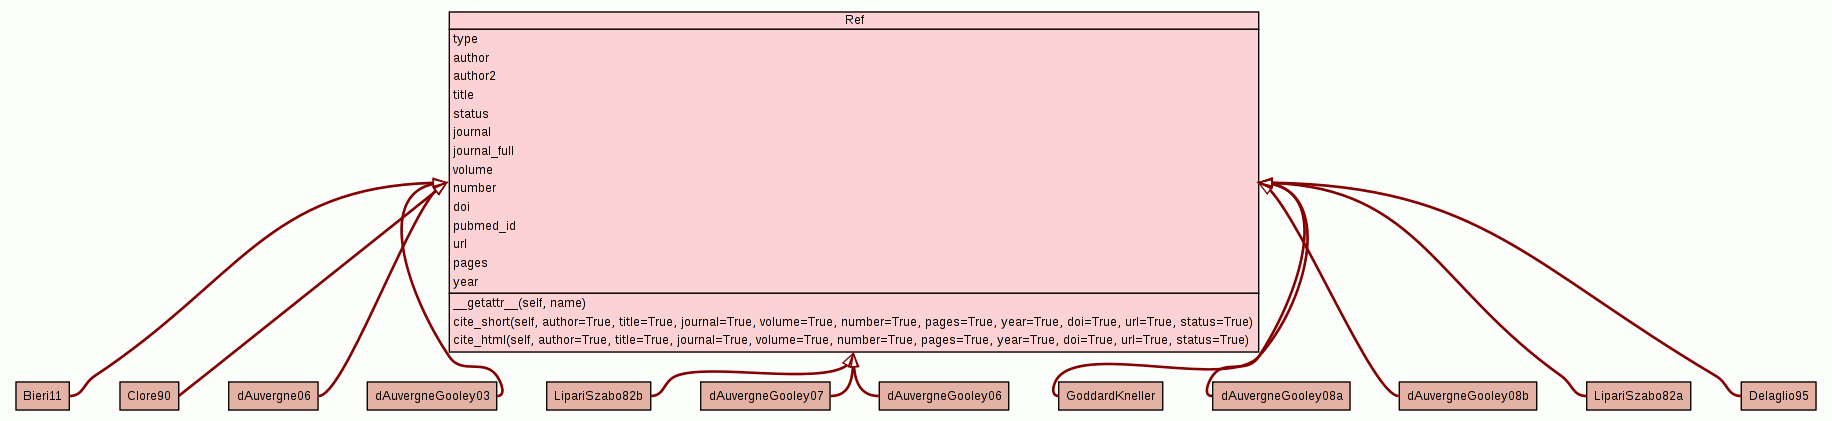 Ref
type
author
author2
title
status
journal
journal_full
volume
number
doi
pubmed_id
url
pages
year
__getattr__(self, name)
cite_short(self, author=True, title=True, journal=True, volume=True, number=True, pages=True, year=True, doi=True, url=True, status=True)
cite_html(self, author=True, title=True, journal=True, volume=True, number=True, pages=True, year=True, doi=True, url=True, status=True)
Bieri11
Clore90
dAuvergne06
dAuvergneGooley03
LipariSzabo82b
dAuvergneGooley07
dAuvergneGooley06
GoddardKneller
dAuvergneGooley08a
dAuvergneGooley08b
LipariSzabo82a
Delaglio95